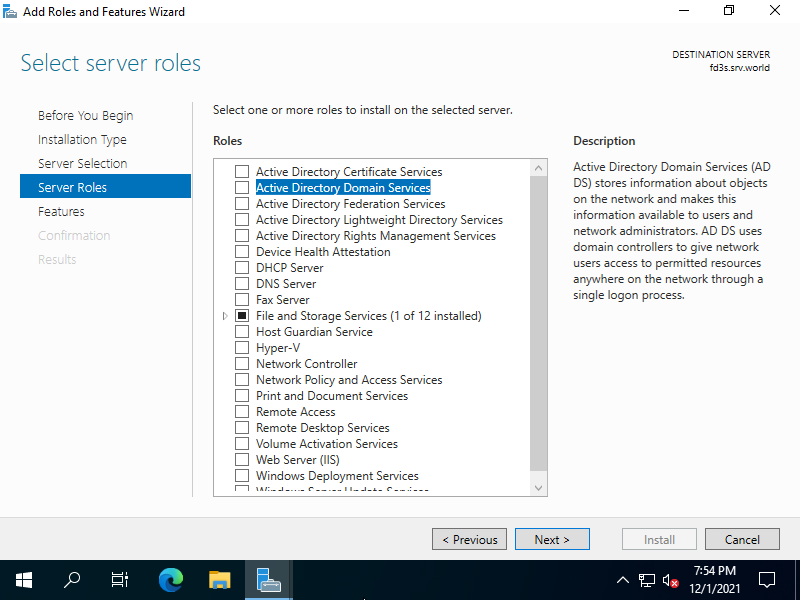 Add Roles and Features Wizard
Select server roles
DESTINATION SERVER
fd3s.srv.world
Before You Begin
Installation Type
Server Selection
Server Roles
Features
Confirmation
Results
Select one or more roles to install on the selected server.
Roles
Active Directory Certificate Services
Active Directory Domain Services
Active Directory Federation Services
Active Directory Lightweight Directory Services
Active Directory Rights Management Services
Device Health Attestation
DHCP Server
DNS Server
Fax Server
File and Storage Services (1 of 12 installed)
Host Guardian Service
Hyper-V
Network Controller
Network Policy and Access Services
Print and Document Services
Remote Access
Remote Desktop Services
Volume Activation Services
Web Server (IIS)
Windows Deployment Services
Windows Server Update Services
Description
Active Directory Domain Services (AD
DS) stores information about objects
on the network and makes this
information available to users and
network administrators. AD DS uses
domain controllers to give network
users access to permitted resources
anywhere on the network through a
single logon process.
< Previous
Next >
Install
Cancel
7:54 PM
12/1/2021